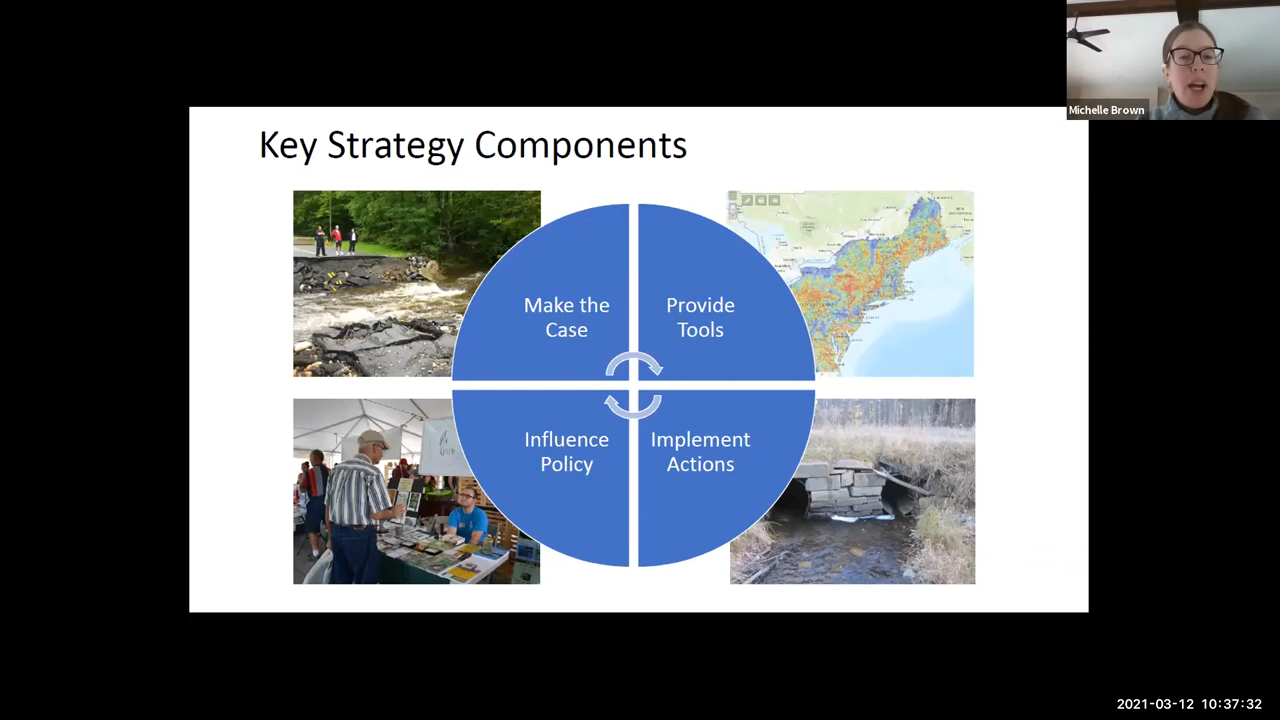 Michelle Brown
Key Strategy Components
Make the
Case
Provide
Tools
Influence
Policy
Implement
Actions
2021-03-12 10:37:32